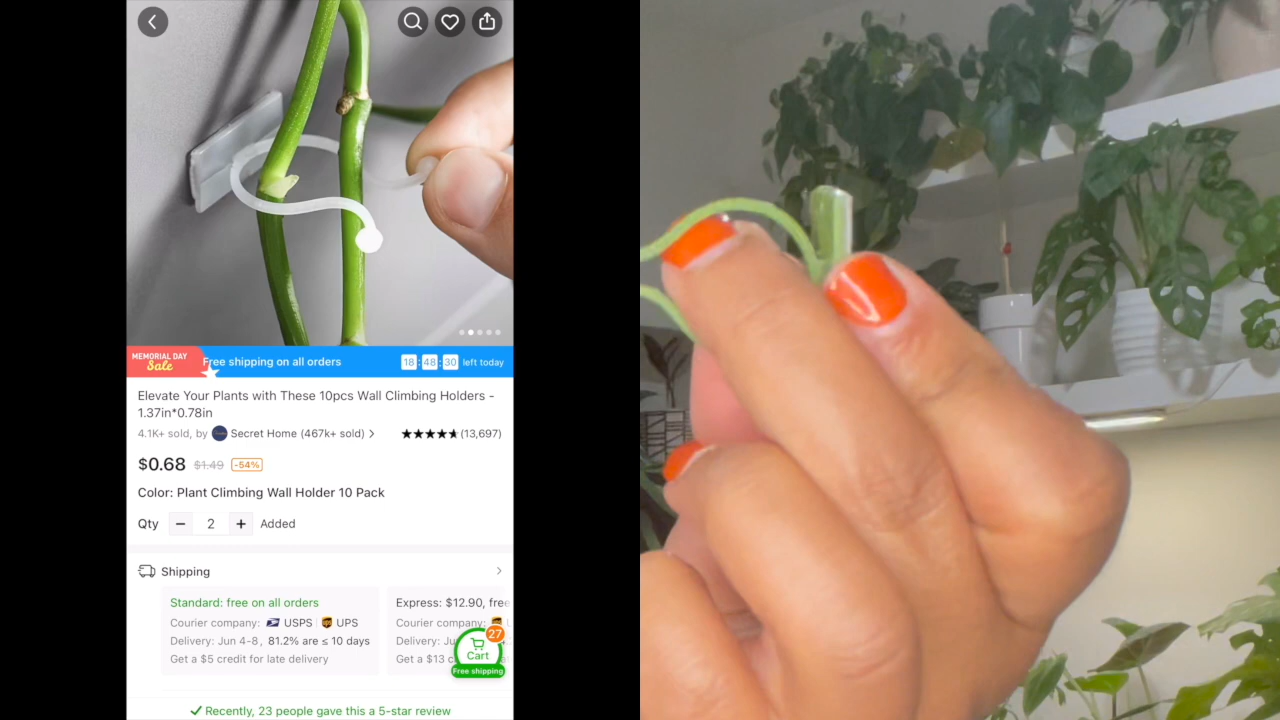 MEMORIAL DAY
Sale
Free shipping on all orders
18:48:30 left today
Elevate Your Plants with These 10pcs Wall Climbing Holders -
1.37in*0.78in
4.1K+ sold, by Secret Home (467k+ sold) >
★★★★★ (13,697)
$0.68 $1.49 -54%
Color: Plant Climbing Wall Holder 10 Pack
Qty − 2 + Added
Shipping
Standard: free on all orders
Courier company: USPS UPS
Delivery: Jun 4-8, 81.2% are ≤ 10 days
Get a $5 credit for late delivery
Express: $12.90, free
Courier company:
Delivery: Ju
Get a $13 c
27
Cart
Free shipping
Recently, 23 people gave this a 5-star review